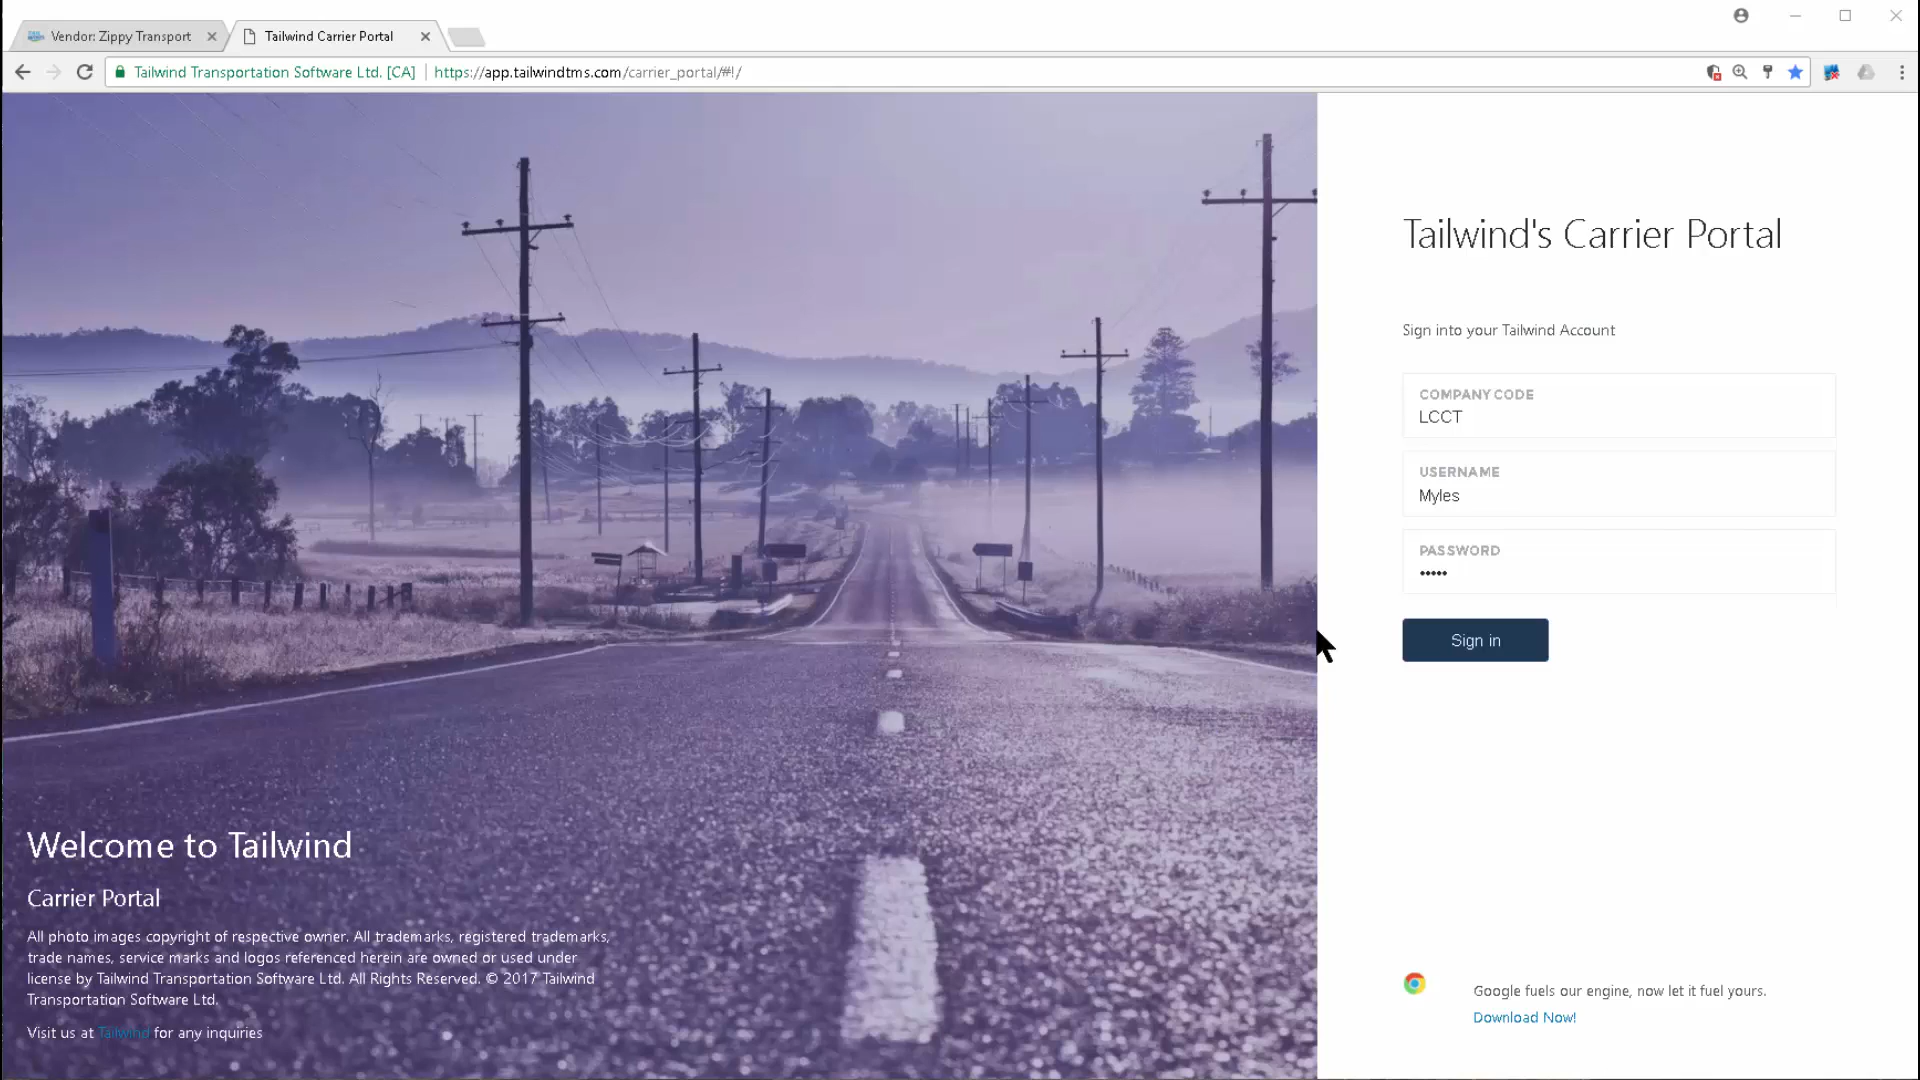 Vendor: Zippy Transport
Tailwind Carrier Portal
Tailwind Transportation Software Ltd. [CA]
https://app.tailwindtms.com/carrier_portal/#!/
Tailwind's Carrier Portal
Sign into your Tailwind Account
COMPANY CODE
LCCT
USERNAME
Myles
PASSWORD
•••••
Sign in
Welcome to Tailwind
Carrier Portal
All photo images copyright of respective owner. All trademarks, registered trademarks,
trade names, service marks and logos referenced herein are owned or used under
license by Tailwind Transportation Software Ltd. All Rights Reserved. © 2017 Tailwind
Transportation Software Ltd.
Visit us at Tailwind for any inquiries
Google fuels our engine, now let it fuel yours.
Download Now!